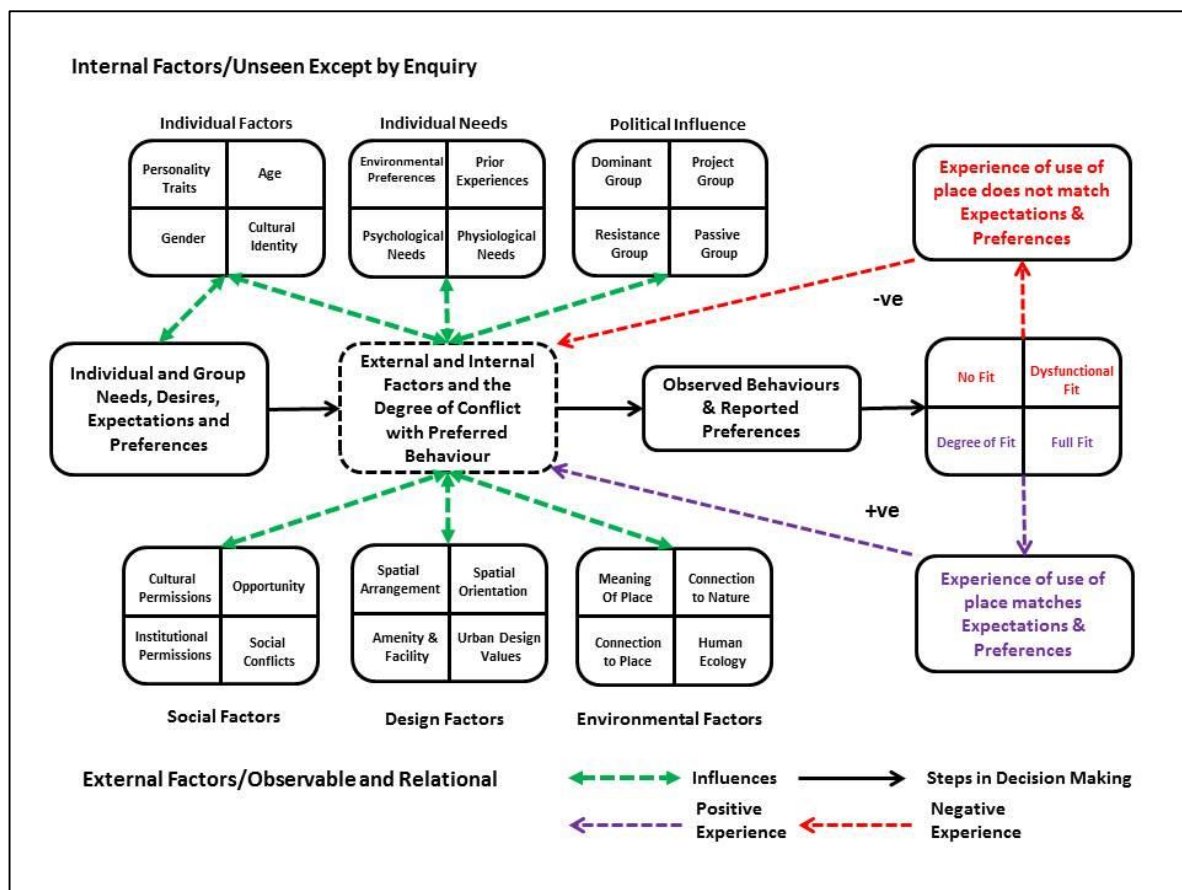 Internal Factors/Unseen Except by Enquiry
Individual Factors
Personality
Traits
Age
Gender
Cultural
Identity
Individual Needs
Environmental
Preferences
Prior
Experiences
Psychological
Needs
Physiological
Needs
Political Influence
Dominant
Group
Project
Group
Resistance
Group
Passive
Group
Experience of use of
place does not match
Expectations &
Preferences
-ve
Individual and Group
Needs, Desires,
Expectations and
Preferences
External and Internal
Factors and the
Degree of Conflict
with Preferred
Behaviour
Observed Behaviours
& Reported
Preferences
No Fit
Dysfunctional
Fit
Degree of Fit
Full Fit
+ve
Cultural
Permissions
Opportunity
Institutional
Permissions
Social
Conflicts
Social Factors
Spatial
Arrangement
Spatial
Orientation
Amenity &
Facility
Urban Design
Values
Design Factors
Meaning
Of Place
Connection
to Nature
Connection
to Place
Human
Ecology
Environmental Factors
Experience of use of
place matches
Expectations &
Preferences
External Factors/Observable and Relational
Influences
Steps in Decision Making
Positive
Experience
Negative
Experience